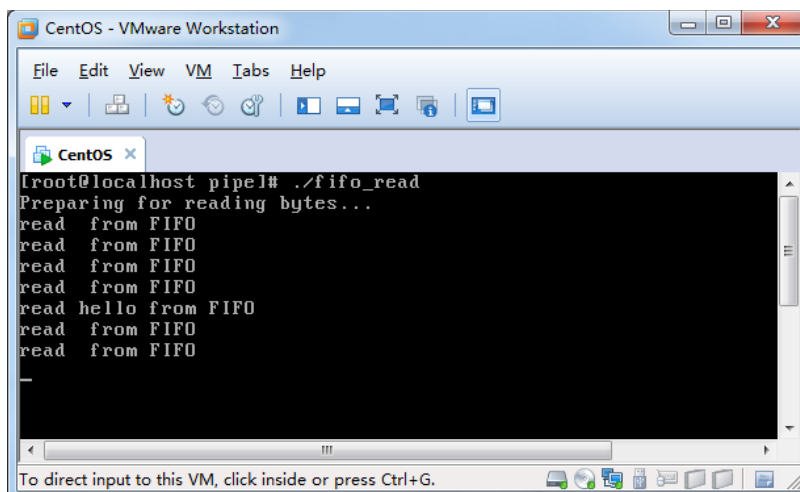 CentOS - VMware Workstation
File Edit View VM Tabs Help
CentOS
[root@localhost pipe]# ./fifo_read
Preparing for reading bytes...
read  from FIFO
read  from FIFO
read  from FIFO
read  from FIFO
read hello from FIFO
read  from FIFO
read  from FIFO
To direct input to this VM, click inside or press Ctrl+G.